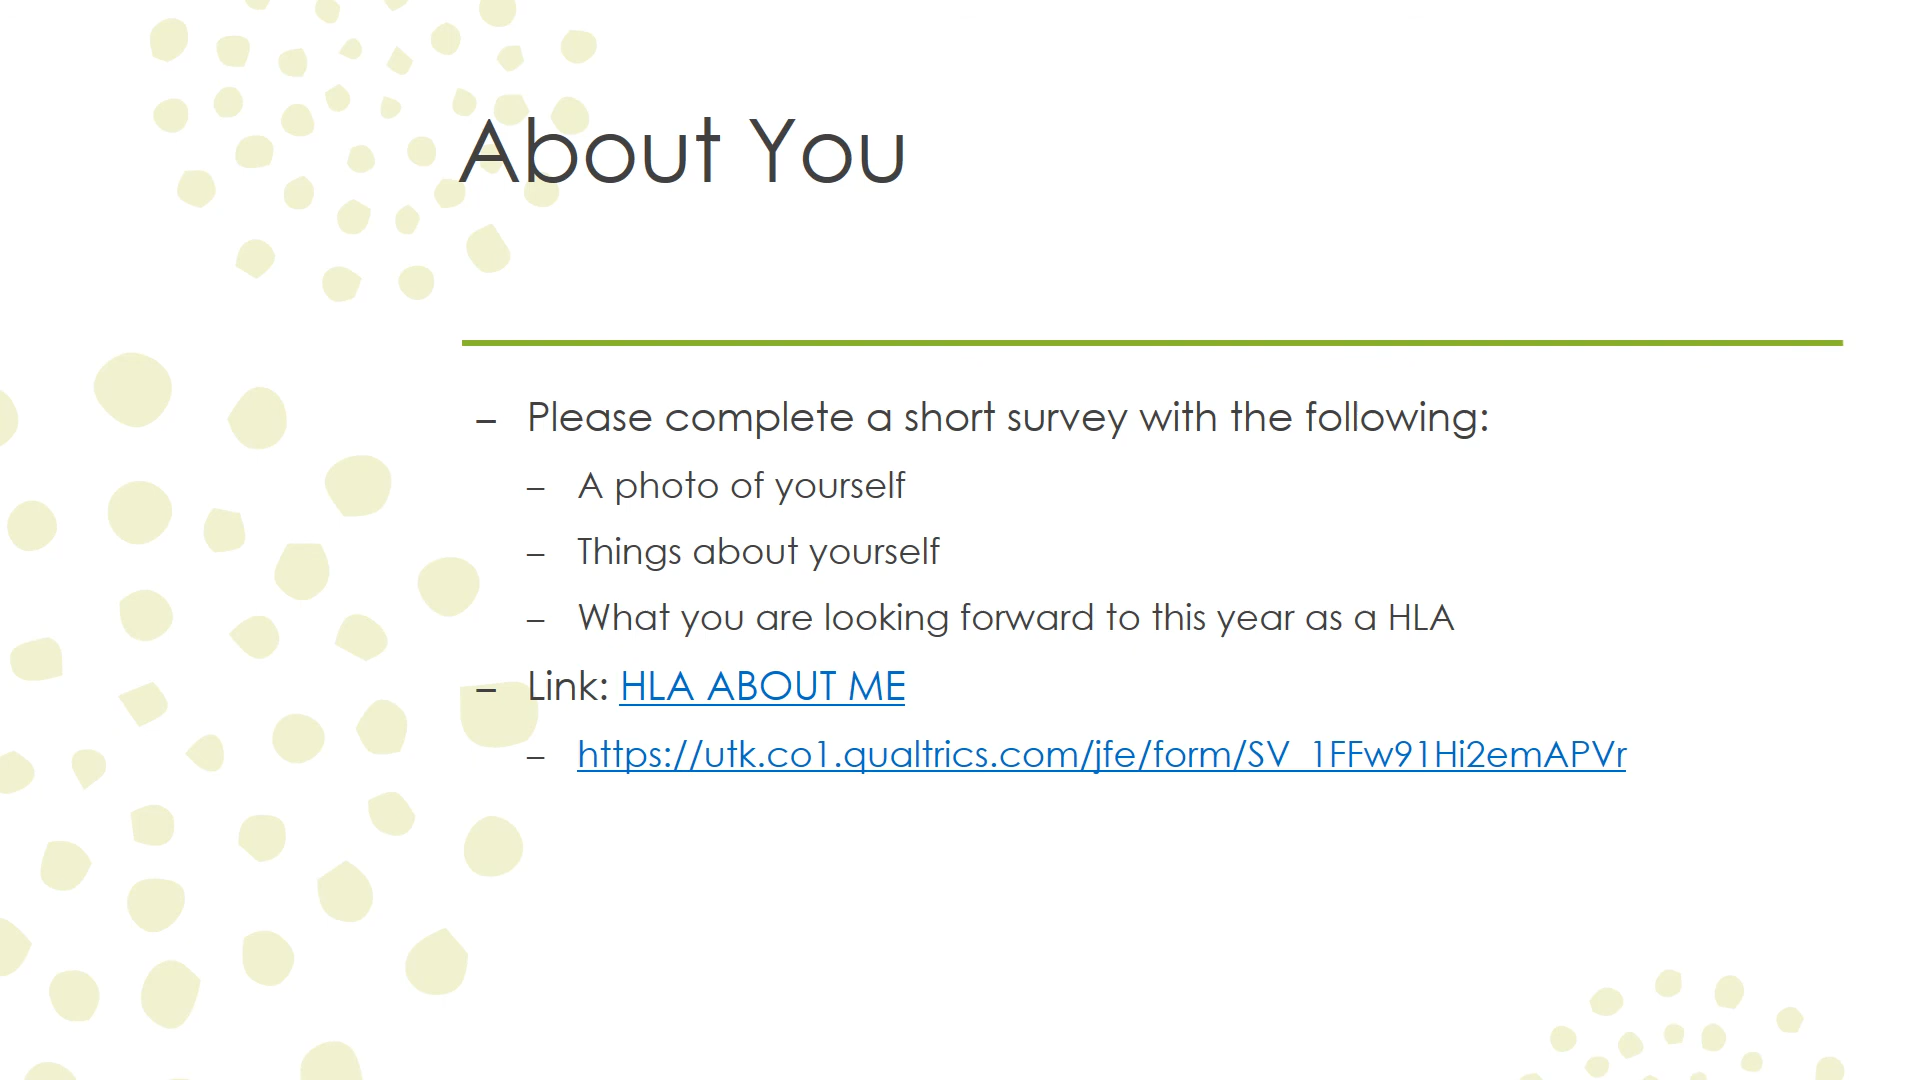 About You
– Please complete a short survey with the following:
– A photo of yourself
– Things about yourself
– What you are looking forward to this year as a HLA
– Link: HLA ABOUT ME
– https://utk.co1.qualtrics.com/jfe/form/SV_1FFw91Hi2emAPVr